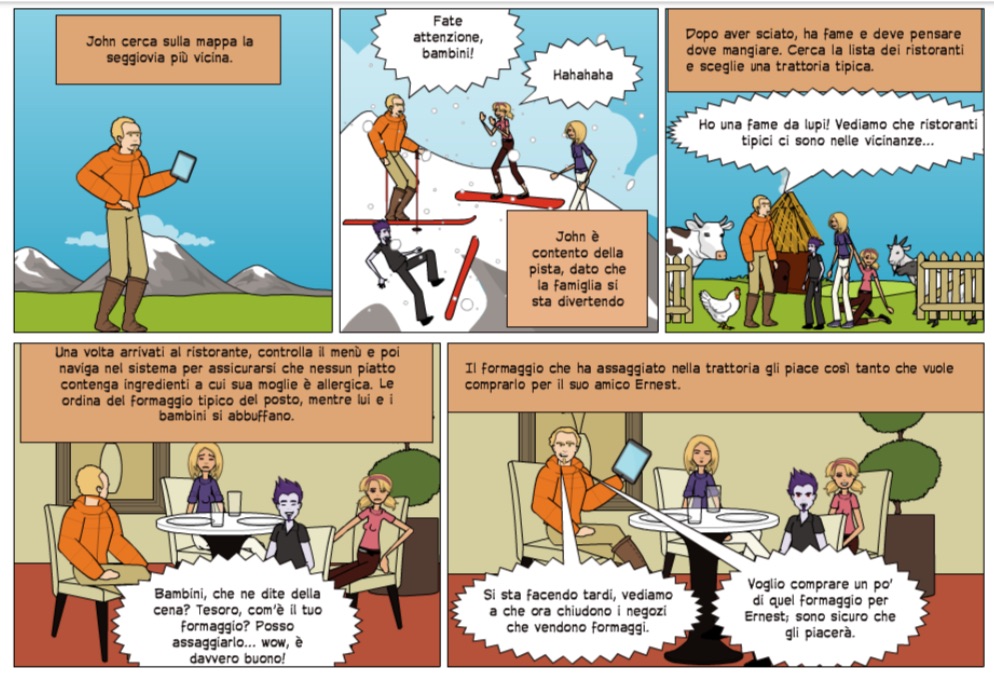 John cerca sulla mappa la
seggiovia più vicina.
Fate
attenzione,
bambini!
Hahahaha
John è
contento della
pista, dato che
la famiglia si
sta divertendo
Dopo aver sciato, ha fame e deve pensare
dove mangiare. Cerca la lista dei ristoranti
e sceglie una trattoria tipica.
Ho una fame da lupi! Vediamo che ristoranti
tipici ci sono nelle vicinanze...
Una volta arrivati al ristorante, controlla il menù e poi
naviga nel sistema per assicurarsi che nessun piatto
contenga ingredienti a cui sua moglie è allergica. Le
ordina del formaggio tipico del posto, mentre lui e i
bambini si abbuffano.
Bambini, che ne dite della
cena? Tesoro, com'è il tuo
formaggio? Posso
assaggiarlo... wow, è
davvero buono!
Il formaggio che ha assaggiato nella trattoria gli piace così tanto che vuole
comprarlo per il suo amico Ernest.
Si sta facendo tardi, vediamo
a che ora chiudono i negozi
che vendono formaggi.
Voglio comprare un po'
di quel formaggio per
Ernest; sono sicuro che
gli piacerà.